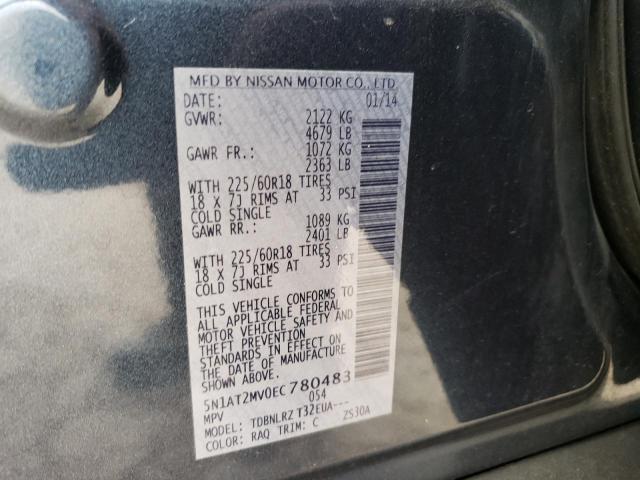 MFD BY NISSAN MOTOR CO., LTD.
DATE: 01/14
GVWR: 2122 KG
4679 LB
GAWR FR.: 1072 KG
2363 LB
WITH 225/60R18 TIRES
18 X 7J RIMS AT 33 PSI
COLD SINGLE
GAWR RR.: 1089 KG
2401 LB
WITH 225/60R18 TIRES
18 X 7J RIMS AT 33 PSI
COLD SINGLE
THIS VEHICLE CONFORMS TO
ALL APPLICABLE FEDERAL
MOTOR VEHICLE SAFETY AND
THEFT PREVENTION
STANDARDS IN EFFECT ON
THE DATE OF MANUFACTURE
SHOWN ABOVE.
5N1AT2MV0EC780483
MPV 054
MODEL: TDBNLRZ T32EUA---
COLOR: RAQ TRIM: C ZS30A